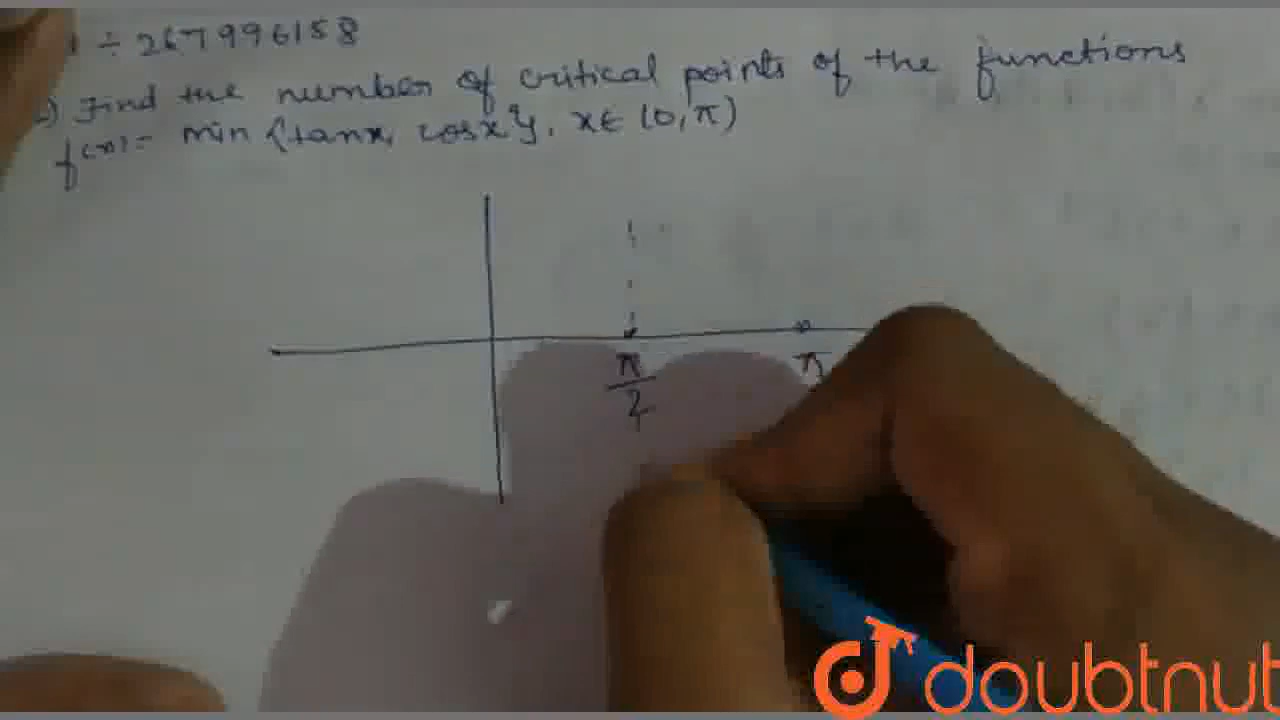 ÷ 267996158
Find the number of critical points of the functions
f(x) = min {tanx, cosx}, x ∈ (0, π)
π/2
π
doubtnut